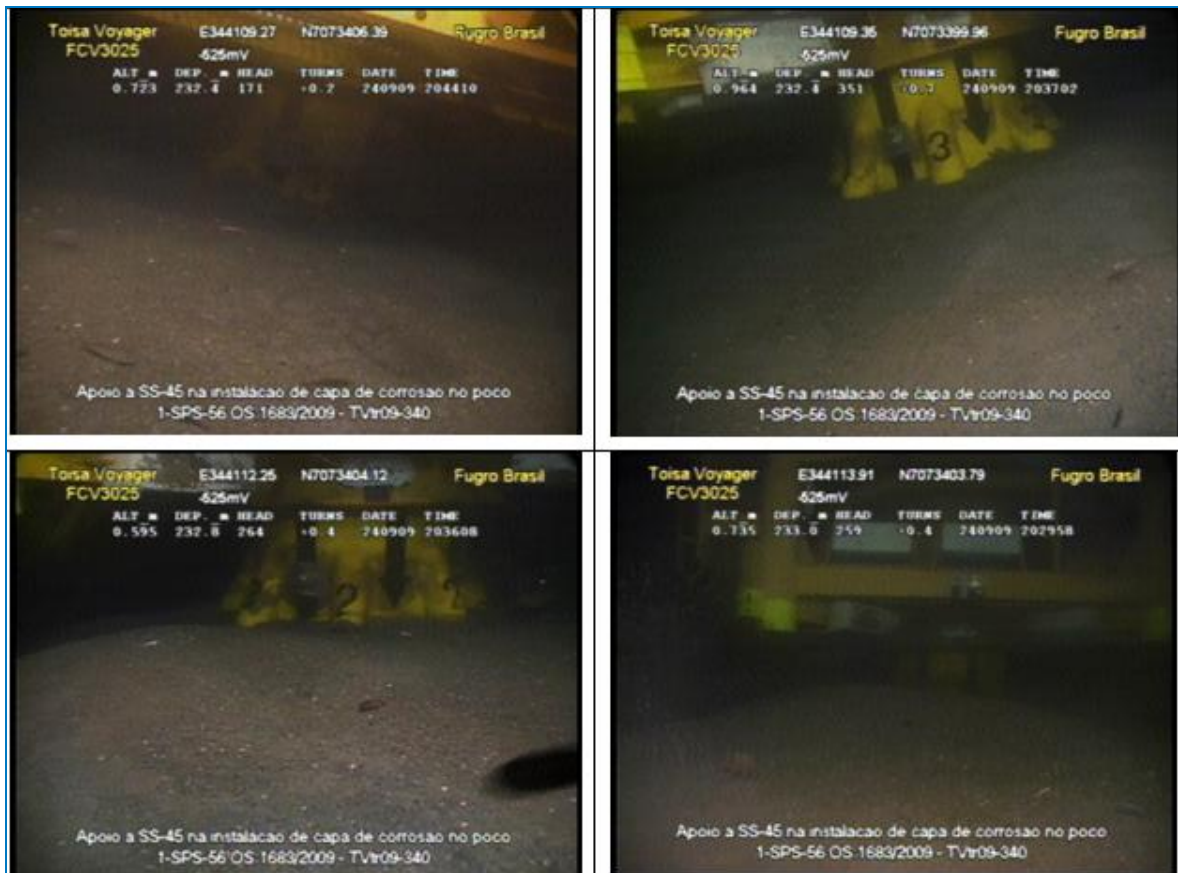 Toisa Voyager E344109.27 N7073406.39 Fugro Brasil
FCV3025 -525mV
ALT_m DEP._m HEAD TURNS DATE TIME
0.723 232.4 171 +0.2 240909 204410
Apoio a SS-45 na instalacao de capa de corrosao no poco
1-SPS-56 OS 1683/2009 - TVtr09-340
Toisa Voyager E344109.35 N7073399.96 Fugro Brasil
FCV3025 -525mV
ALT_m DEP._m HEAD TURNS DATE TIME
0.964 232.4 351 +0.7 240909 203702
3
Apoio a SS-45 na instalacao de capa de corrosao no poco
1-SPS-56 OS 1683/2009 - TVtr09-340
Toisa Voyager E344112.25 N7073404.12 Fugro Brasil
FCV3025 -525mV
ALT_m DEP._m HEAD TURNS DATE TIME
0.595 232.8 264 +0.4 240909 203608
2
Apoio a SS-45 na instalacao de capa de corrosao no poco
1-SPS-56 OS 1683/2009 - TVtr09-340
Toisa Voyager E344113.91 N7073403.79 Fugro Brasil
FCV3025 -525mV
ALT_m DEP._m HEAD TURNS DATE TIME
0.735 233.0 259 -0.4 240909 202958
Apoio a SS-45 na instalacao de capa de corrosao no poco
1-SPS-56 OS 1683/2009 - TVtr09-340